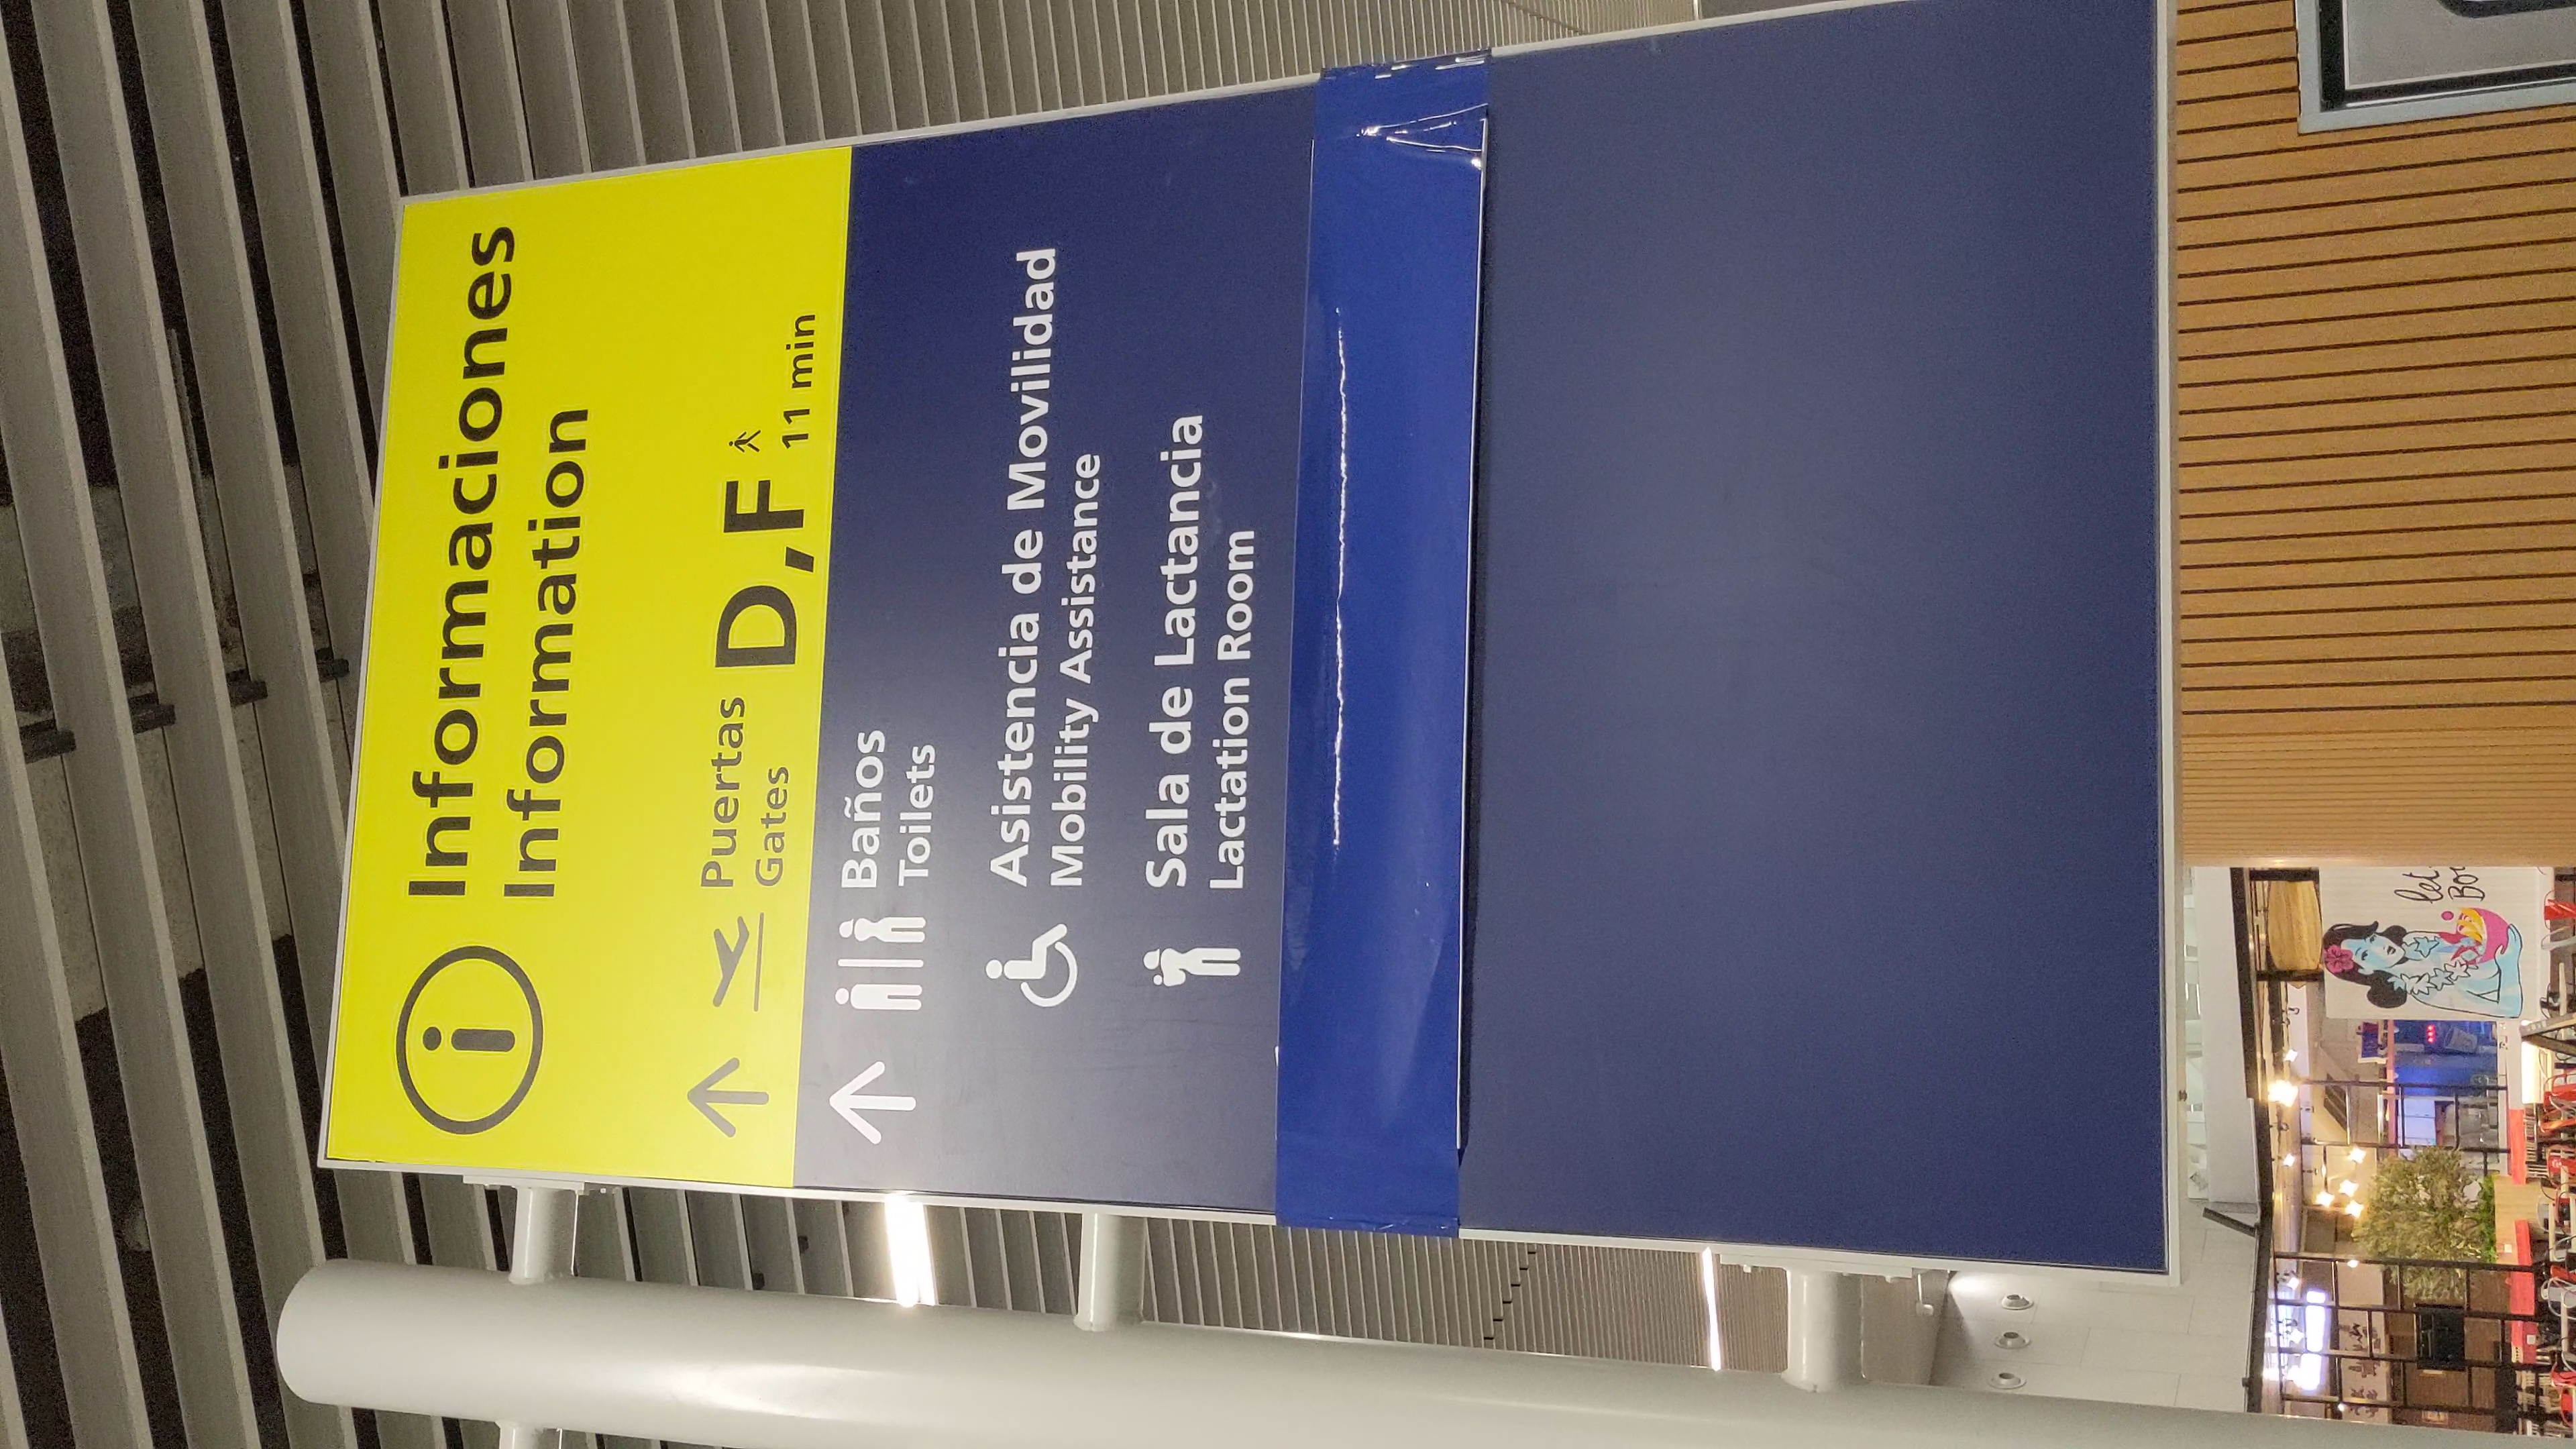 Informaciones
Information
Puertas D,F
Gates 11 min
Baños
Toilets
Asistencia de Movilidad
Mobility Assistance
Sala de Lactancia
Lactation Room